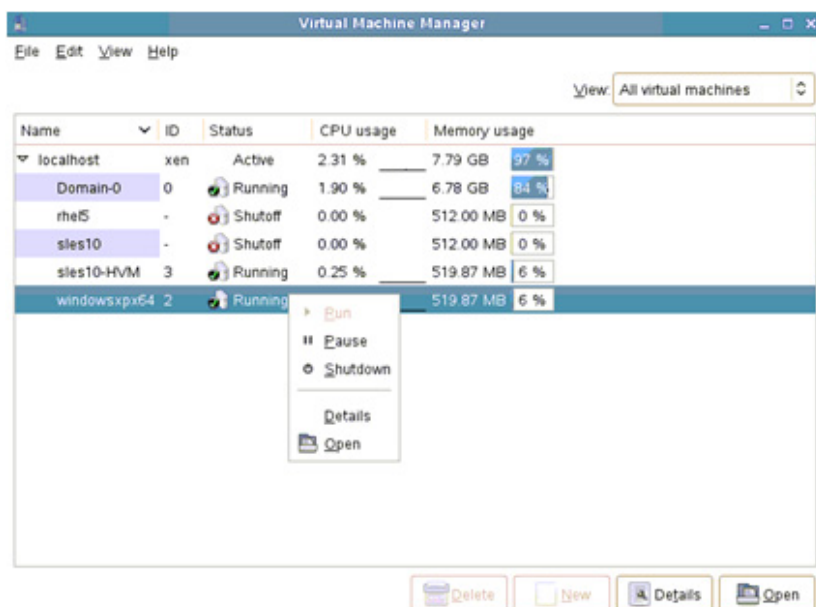 Virtual Machine Manager
File Edit View Help
View: All virtual machines
Name ID Status CPU usage Memory usage
localhost xen Active 2.31 % 7.79 GB 97 %
Domain-0 0 Running 1.90 % 6.78 GB 84 %
rhel5 - Shutoff 0.00 % 512.00 MB 0 %
sles10 - Shutoff 0.00 % 512.00 MB 0 %
sles10-HVM 3 Running 0.25 % 519.87 MB 6 %
windowsxpx64 2 Running 519.87 MB 6 %
Run
Pause
Shutdown
Details
Open
Delete New Details Open